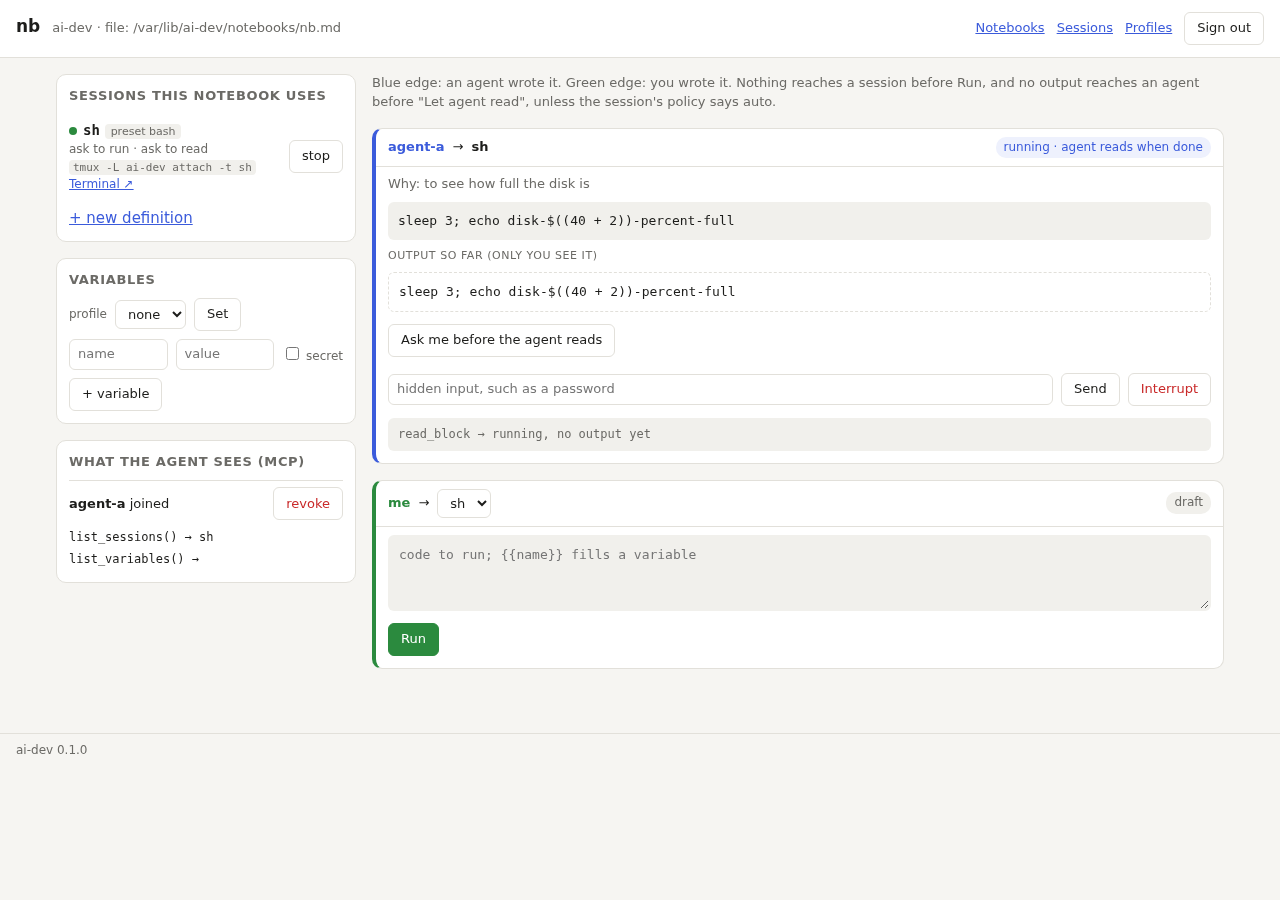 nb ai-dev · file: /var/lib/ai-dev/notebooks/nb.md Notebooks Sessions Profiles Sign out
SESSIONS THIS NOTEBOOK USES
sh preset bash
ask to run · ask to read
tmux -L ai-dev attach -t sh
Terminal ↗
stop
+ new definition
VARIABLES
profile none Set
name value secret
+ variable
WHAT THE AGENT SEES (MCP)
agent-a joined revoke
list_sessions() → sh
list_variables() →
Blue edge: an agent wrote it. Green edge: you wrote it. Nothing reaches a session before Run, and no output reaches an agent
before "Let agent read", unless the session's policy says auto.
agent-a → sh running · agent reads when done
Why: to see how full the disk is
sleep 3; echo disk-$((40 + 2))-percent-full
OUTPUT SO FAR (ONLY YOU SEE IT)
sleep 3; echo disk-$((40 + 2))-percent-full
Ask me before the agent reads
hidden input, such as a password Send Interrupt
read_block → running, no output yet
me → sh draft
code to run; {{name}} fills a variable
Run
ai-dev 0.1.0